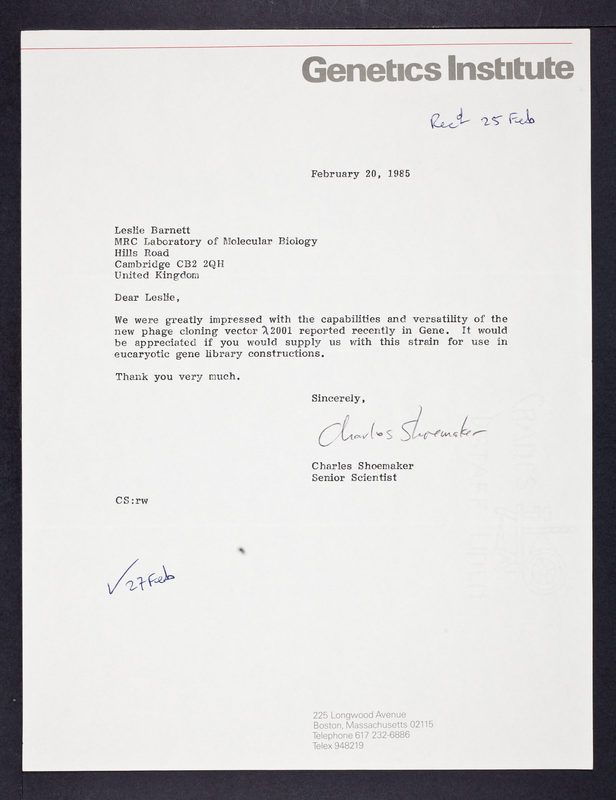 Genetics Institute
Recd 25 Feb
February 20, 1985
Leslie Barnett
MRC Laboratory of Molecular Biology
Hills Road
Cambridge CB2 2QH
United Kingdom
Dear Leslie,
We were greatly impressed with the capabilities and versatility of the
new phage cloning vector λ2001 reported recently in Gene. It would
be appreciated if you would supply us with this strain for use in
eucaryotic gene library constructions.
Thank you very much.
Sincerely,
Charles Shoemaker
Charles Shoemaker
Senior Scientist
CS:rw
✓27 Feb
225 Longwood Avenue
Boston, Massachusetts 02115
Telephone 617 232-6886
Telex 948219